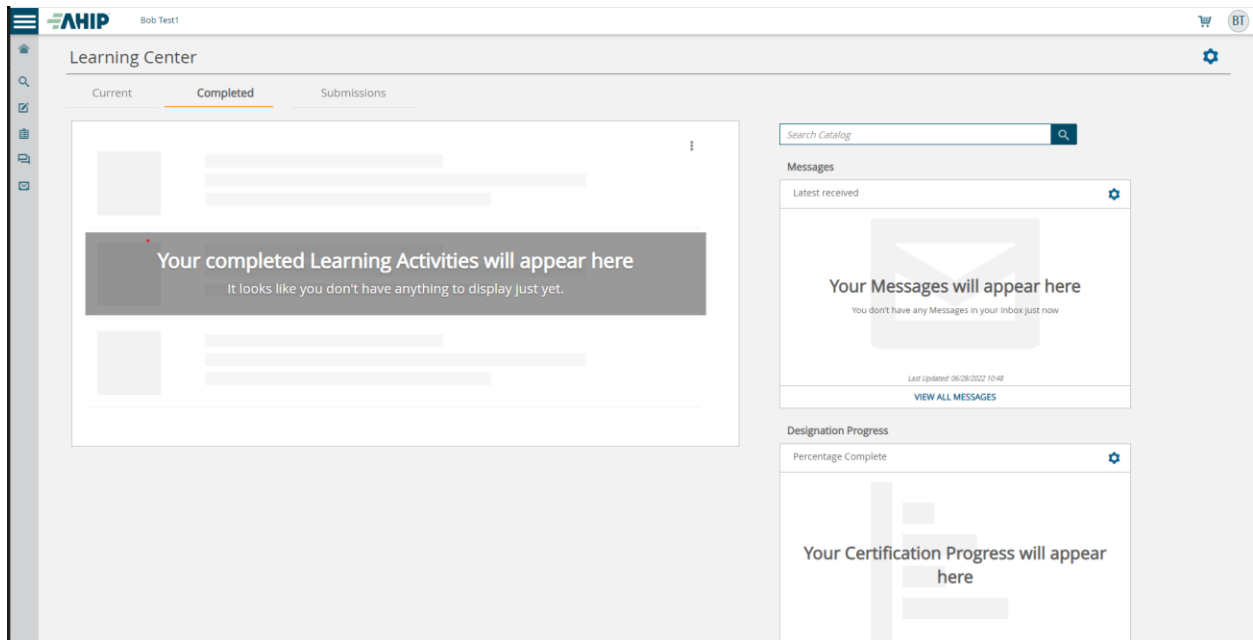 AHIP
Bob Test1
BT
Learning Center
Current
Completed
Submissions
Your completed Learning Activities will appear here
It looks like you don't have anything to display just yet.
Search Catalog
Messages
Latest received
Your Messages will appear here
You don't have any Messages in your Inbox just now
Last Updated: 06/28/2022 10:48
VIEW ALL MESSAGES
Designation Progress
Percentage Complete
Your Certification Progress will appear
here